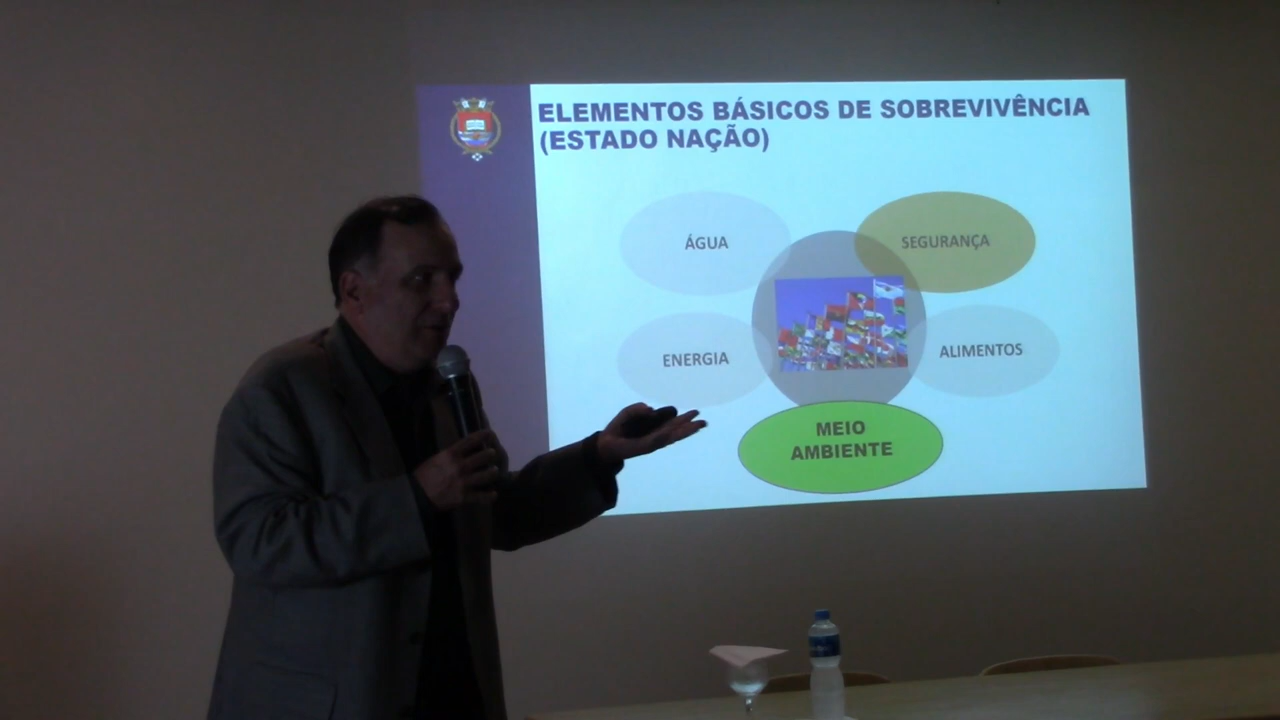 ELEMENTOS BÁSICOS DE SOBREVIVÊNCIA
(ESTADO NAÇÃO)
ÁGUA
SEGURANÇA
ENERGIA
ALIMENTOS
MEIO
AMBIENTE